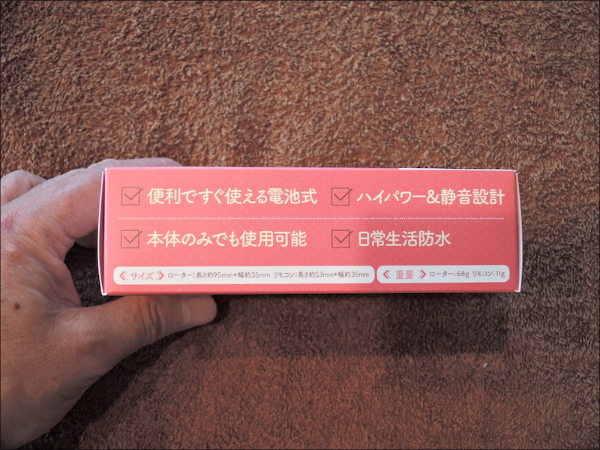 便利ですぐ使える電池式 ハイパワー&静音設計
本体のみでも使用可能 日常生活防水
サイズ ローター:長さ約95mm*幅約35mm リモコン:長さ約53mm*幅約35mm 重量 ローター:68g リモコン:11g